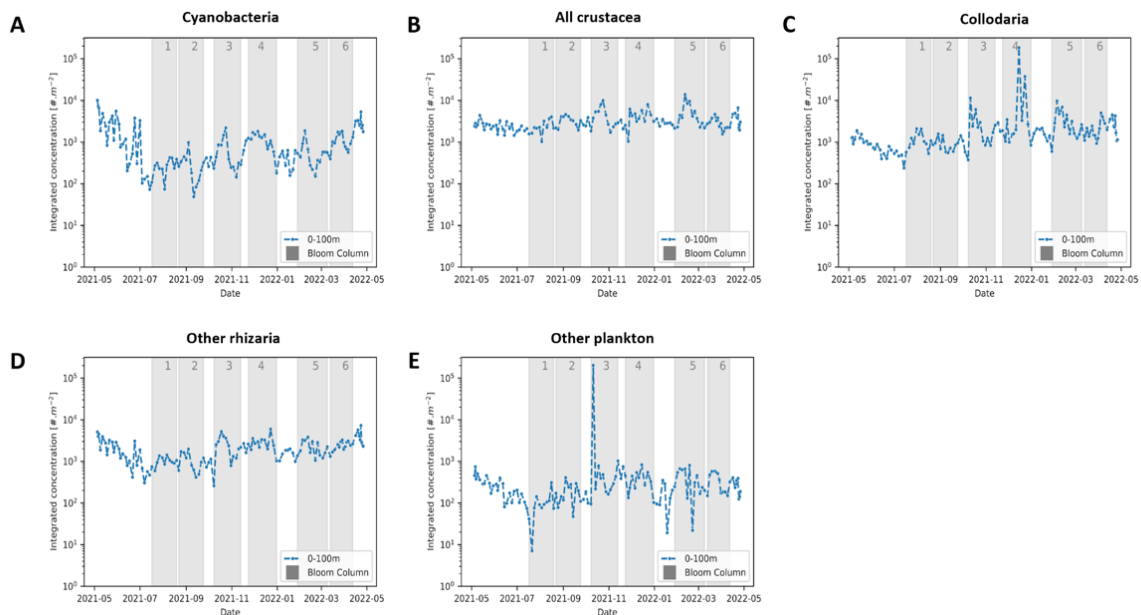 A
Cyanobacteria
1 2 3 4 5 6
10⁵
10⁴
10³
10²
10¹
10⁰
Integrated concentration [#.m⁻²]
0-100m
Bloom Column
2021-05 2021-07 2021-09 2021-11 2022-01 2022-03 2022-05
Date
B
All crustacea
1 2 3 4 5 6
10⁵
10⁴
10³
10²
10¹
10⁰
Integrated concentration [#.m⁻²]
0-100m
Bloom Column
2021-05 2021-07 2021-09 2021-11 2022-01 2022-03 2022-05
Date
C
Collodaria
1 2 3 4 5 6
10⁵
10⁴
10³
10²
10¹
10⁰
Integrated concentration [#.m⁻²]
0-100m
Bloom Column
2021-05 2021-07 2021-09 2021-11 2022-01 2022-03 2022-05
Date
D
Other rhizaria
1 2 3 4 5 6
10⁵
10⁴
10³
10²
10¹
10⁰
Integrated concentration [#.m⁻²]
0-100m
Bloom Column
2021-05 2021-07 2021-09 2021-11 2022-01 2022-03 2022-05
Date
E
Other plankton
1 2 3 4 5 6
10⁵
10⁴
10³
10²
10¹
10⁰
Integrated concentration [#.m⁻²]
0-100m
Bloom Column
2021-05 2021-07 2021-09 2021-11 2022-01 2022-03 2022-05
Date